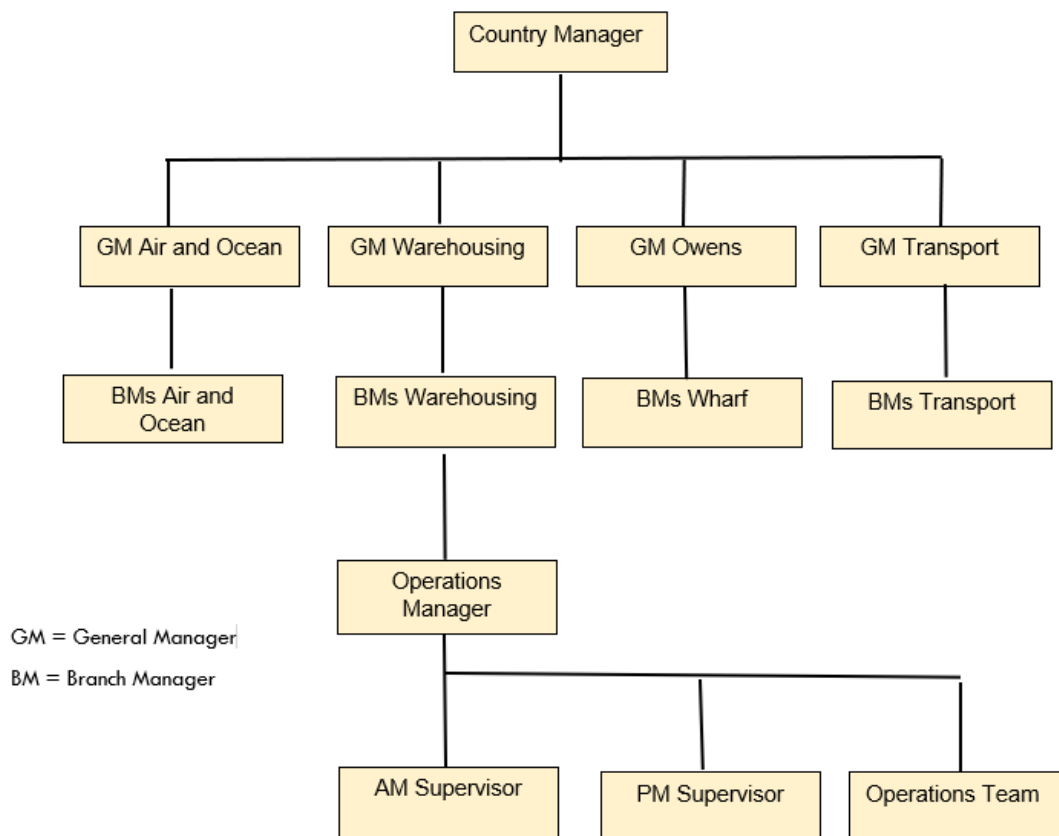 Country Manager
GM Air and Ocean
GM Warehousing
GM Owens
GM Transport
BMs Air and
Ocean
BMs Warehousing
BMs Wharf
BMs Transport
Operations
Manager
GM = General Manager
BM = Branch Manager
AM Supervisor
PM Supervisor
Operations Team